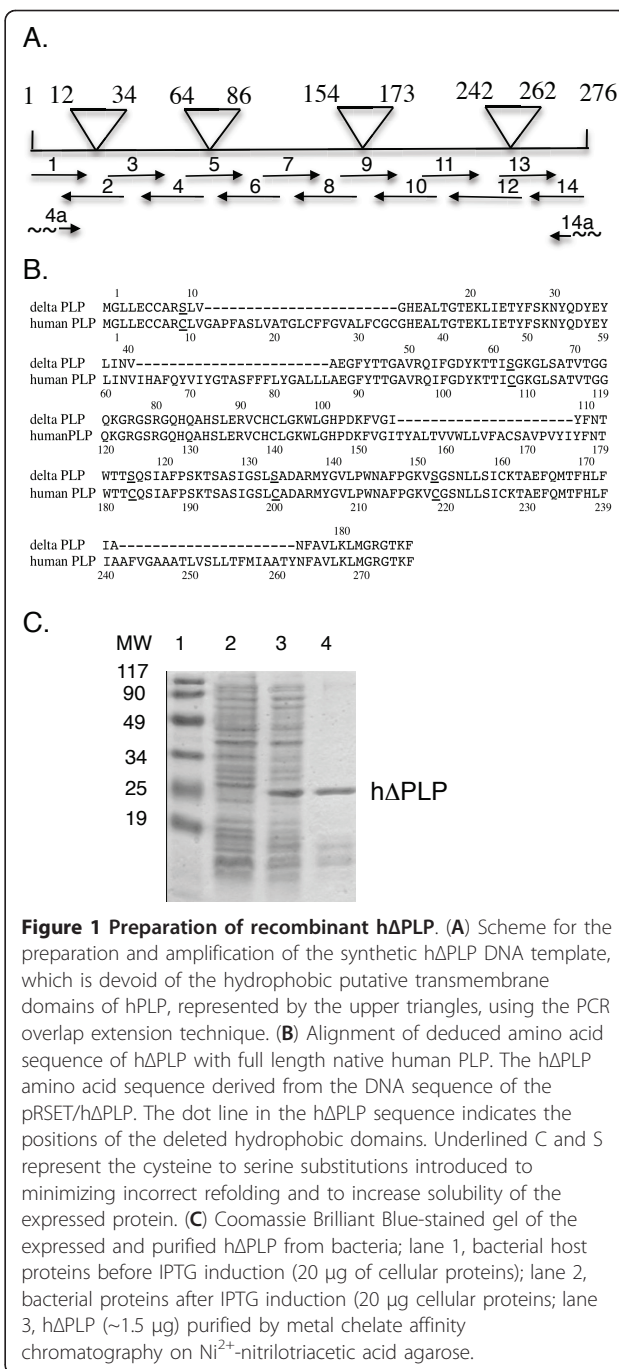 A.
1 12 34 64 86 154 173 242 262 276
1 3 5 7 9 11 13
2 4 6 8 10 12 14
4a 14a
~~ ~~
B.
1 10 20 30
delta PLP MGLLECCARSLV---------------------GHEALTGTEKLIETYFSKNYQDYEY
human PLP MGLLECCARCLVGAPFASLVATGLCFFGVALFCGCGHEALTGTEKLIETYFSKNYQDYEY
1 10 20 30 40 50 59
40 50 60 70
delta PLP LINV---------------------AEGFYTTGAVRQIFGDYKTTISGKGLSATVTGG
human PLP LINVIHAFQYVIYGTASFFFLYGALLLAEGFYTTGAVRQIFGDYKTTICGKGLSATVTGG
60 70 80 90 100 110 119
80 90 100 110
delta PLP QKGRGSRGQHQAHSLERVCHCLGKWLGHPDKFVGI-------------------YFNT
humanPLP QKGRGSRGQHQAHSLERVCHCLGKWLGHPDKFVGITYALTVVWLLVFACSAVPVYIYFNT
120 130 140 150 160 170 179
120 130 140 150 160 170
delta PLP WTTSQSIAFPSKTSASIGSLSADARMYGVLPWNAFPGKVSGSNLLSICKTAEFQMTFHLF
human PLP WTTCQSIAFPSKTSASIGSLCADARMYGVLPWNAFPGKVCGSNLLSICKTAEFQMTFHLF
180 190 200 210 220 230 239
180
delta PLP IA--------------------NFAVLKLMGRGTKF
human PLP IAAFVGAAATLVSLLTFMIAATYNFAVLKLMGRGTKF
240 250 260 270
C.
MW 1 2 3 4
117
90
49
34
25 hΔPLP
19
Figure 1 Preparation of recombinant hΔPLP. (A) Scheme for the
preparation and amplification of the synthetic hΔPLP DNA template,
which is devoid of the hydrophobic putative transmembrane
domains of hPLP, represented by the upper triangles, using the PCR
overlap extension technique. (B) Alignment of deduced amino acid
sequence of hΔPLP with full length native human PLP. The hΔPLP
amino acid sequence derived from the DNA sequence of the
pRSET/hΔPLP. The dot line in the hΔPLP sequence indicates the
positions of the deleted hydrophobic domains. Underlined C and S
represent the cysteine to serine substitutions introduced to
minimizing incorrect refolding and to increase solubility of the
expressed protein. (C) Coomassie Brilliant Blue-stained gel of the
expressed and purified hΔPLP from bacteria; lane 1, bacterial host
proteins before IPTG induction (20 μg of cellular proteins); lane 2,
bacterial proteins after IPTG induction (20 μg cellular proteins; lane
3, hΔPLP (~1.5 μg) purified by metal chelate affinity
chromatography on Ni2+-nitrilotriacetic acid agarose.